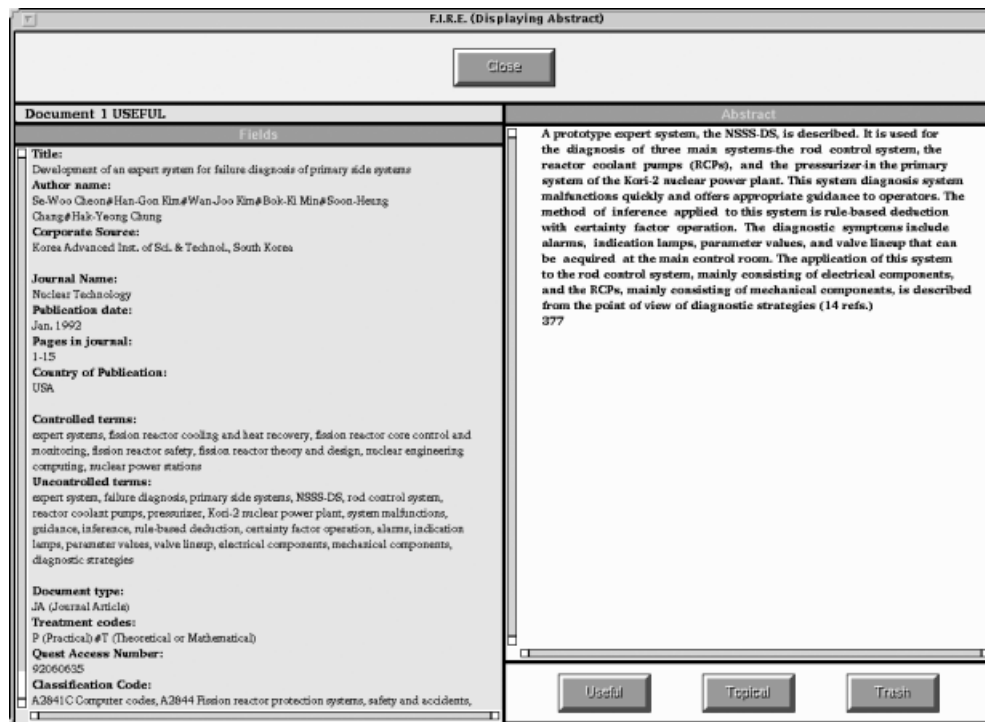 F.I.R.E. (Displaying Abstract)
Close
Document 1 USEFUL
Fields
Title:
Development of an expert system for failure diagnosis of primary side systems
Author name:
Se-Woo Cheon#Han-Gon Kim#Wan-Joo Kim#Bok-Ki Min#Soon-Heung
Chang#Hak-Yeong Chung
Corporate Source:
Korea Advanced Inst. of Sci. & Technol., South Korea
Journal Name:
Nuclear Technology
Publication date:
Jan. 1992
Pages in journal:
1-15
Country of Publication:
USA
Controlled terms:
expert systems, fission reactor cooling and heat recovery, fission reactor core control and
monitoring, fission reactor safety, fission reactor theory and design, nuclear engineering
computing, nuclear power stations
Uncontrolled terms:
expert system, failure diagnosis, primary side systems, NSSS-DS, rod control system,
reactor coolant pumps, pressurizer, Kori-2 nuclear power plant, system malfunctions,
guidance, inference, rule-based deduction, certainty factor operation, alarms, indication
lamps, parameter values, valve lineup, electrical components, mechanical components,
diagnostic strategies
Document type:
JA (Journal Article)
Treatment codes:
P (Practical)#T (Theoretical or Mathematical)
Quest Access Number:
92060635
Classification Code:
A2841C Computer codes, A2844 Fission reactor protection systems, safety and accidents,
Abstract
A prototype expert system, the NSSS-DS, is described. It is used for
the diagnosis of three main systems-the rod control system, the
reactor coolant pumps (RCPs), and the pressurizer-in the primary
system of the Kori-2 nuclear power plant. This system diagnosis system
malfunctions quickly and offers appropriate guidance to operators. The
method of inference applied to this system is rule-based deduction
with certainty factor operation. The diagnostic symptoms include
alarms, indication lamps, parameter values, and valve lineup that can
be acquired at the main control room. The application of this system
to the rod control system, mainly consisting of electrical components,
and the RCPs, mainly consisting of mechanical components, is described
from the point of view of diagnostic strategies (14 refs.)
377
Useful
Topical
Trash